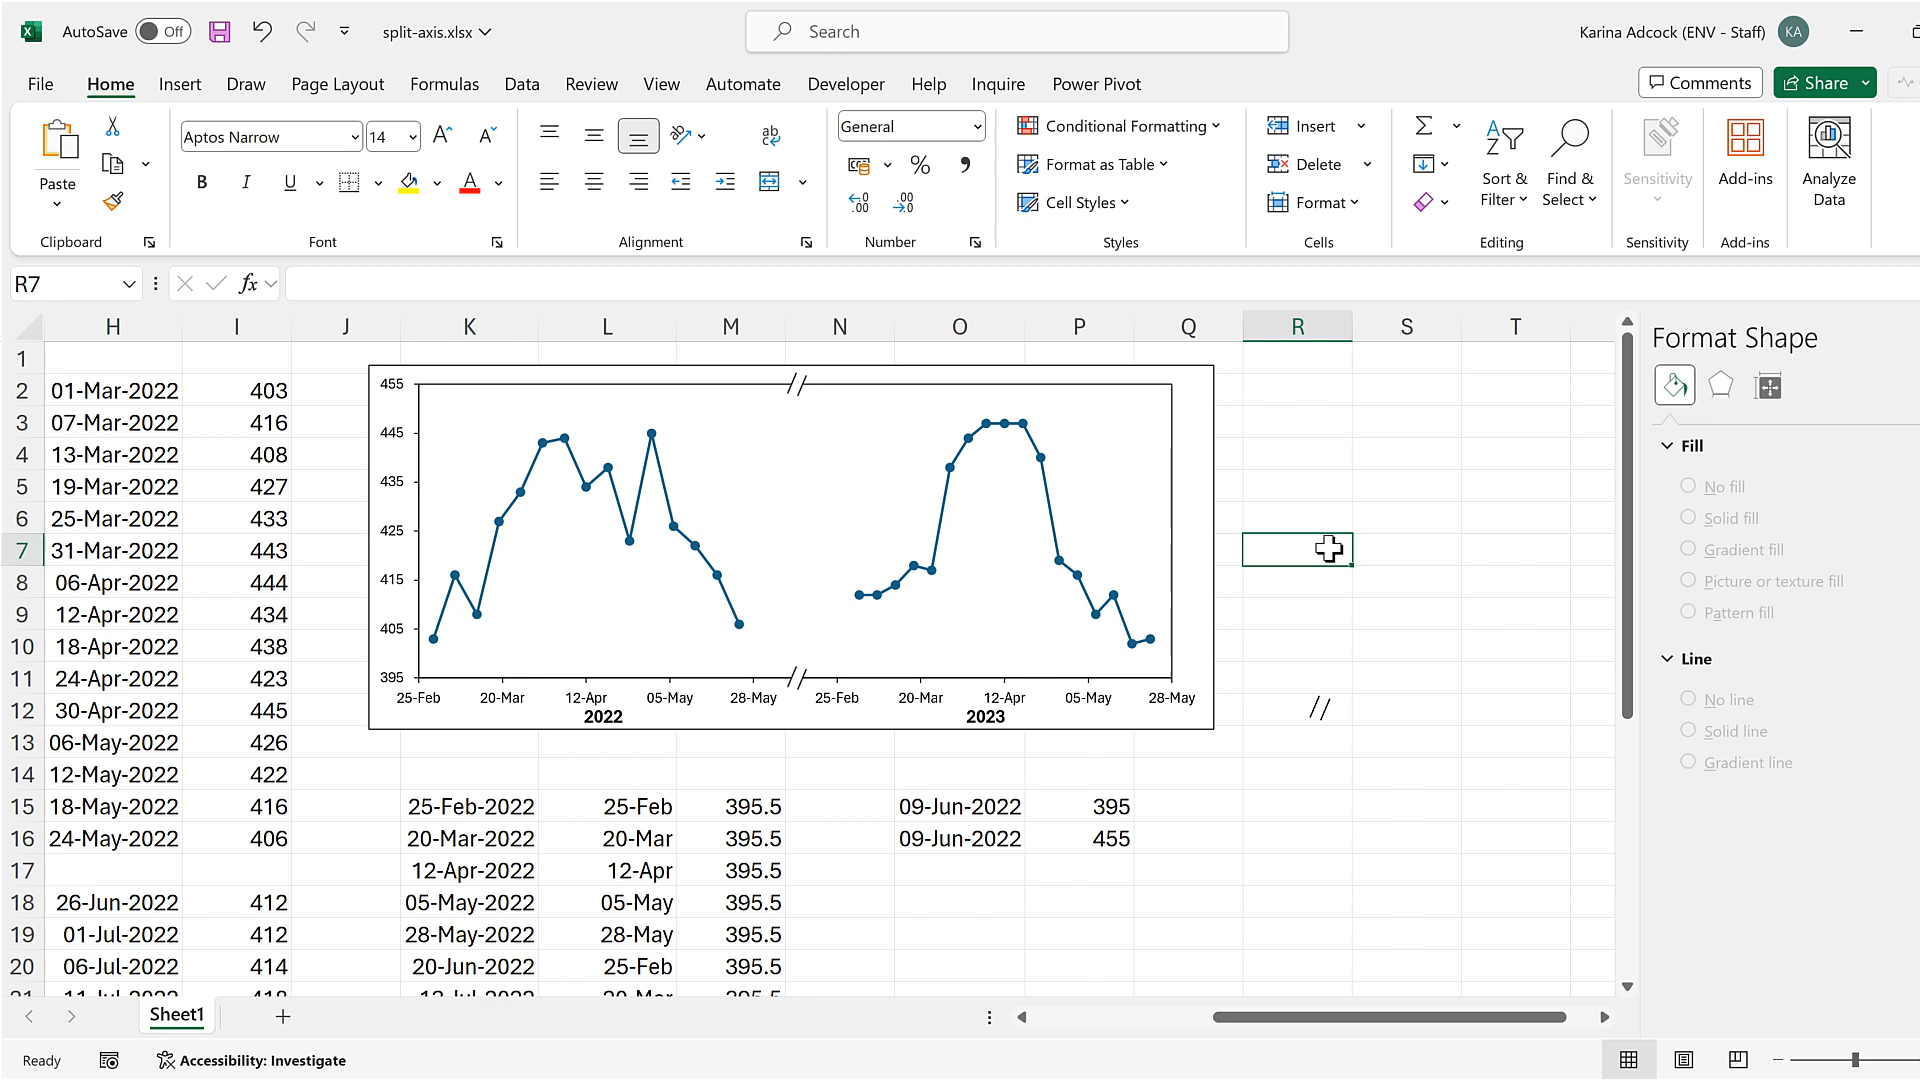 AutoSave Off split-axis.xlsx Search Karina Adcock (ENV - Staff) KA
File Home Insert Draw Page Layout Formulas Data Review View Automate Developer Help Inquire Power Pivot Comments Share
Paste
Aptos Narrow 14
General
Conditional Formatting
Format as Table
Cell Styles
Insert
Delete
Format
Sort & Filter
Find & Select
Sensitivity
Add-ins
Analyze Data
Clipboard Font Alignment Number Styles Cells Editing Sensitivity Add-ins
R7 fx
H I J K L M N O P Q R S T
1
2 01-Mar-2022 403
3 07-Mar-2022 416
4 13-Mar-2022 408
5 19-Mar-2022 427
6 25-Mar-2022 433
7 31-Mar-2022 443
8 06-Apr-2022 444
9 12-Apr-2022 434
10 18-Apr-2022 438
11 24-Apr-2022 423
12 30-Apr-2022 445
13 06-May-2022 426
14 12-May-2022 422
15 18-May-2022 416 25-Feb-2022 25-Feb 395.5 09-Jun-2022 395
16 24-May-2022 406 20-Mar-2022 20-Mar 395.5 09-Jun-2022 455
17 12-Apr-2022 12-Apr 395.5
18 26-Jun-2022 412 05-May-2022 05-May 395.5
19 01-Jul-2022 412 28-May-2022 28-May 395.5
20 06-Jul-2022 414 20-Jun-2022 25-Feb 395.5
455
445
435
425
415
405
395
25-Feb 20-Mar 12-Apr 05-May 28-May 25-Feb 20-Mar 12-Apr 05-May 28-May
2022 2023
//
Format Shape
Fill
No fill
Solid fill
Gradient fill
Picture or texture fill
Pattern fill
Line
No line
Solid line
Gradient line
Sheet1
Ready Accessibility: Investigate